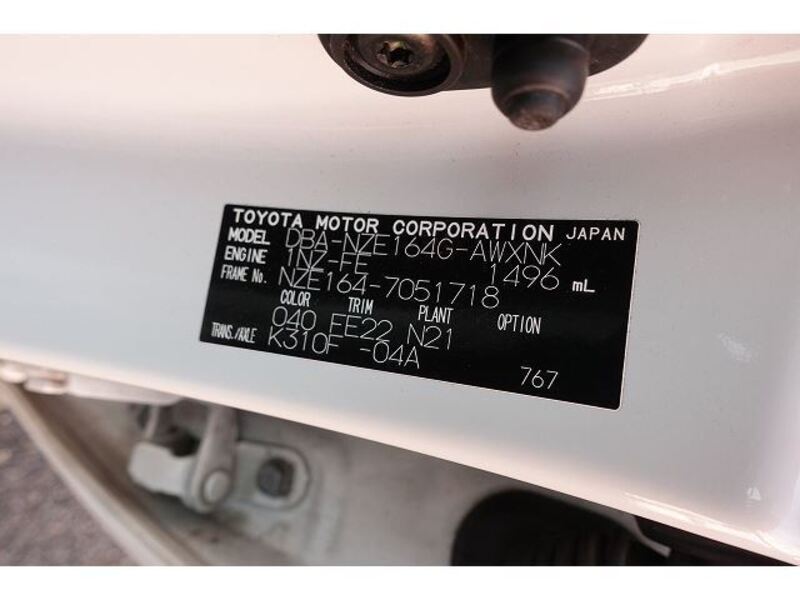 TOYOTA MOTOR CORPORATION JAPAN
MODEL DBA-NZE164G-AWXNK
ENGINE 1NZ-FE 1496 mL
FRAME No. NZE164-7051718
COLOR TRIM PLANT OPTION
040 FE22 N21
TRANS./AXLE K310F -04A
767